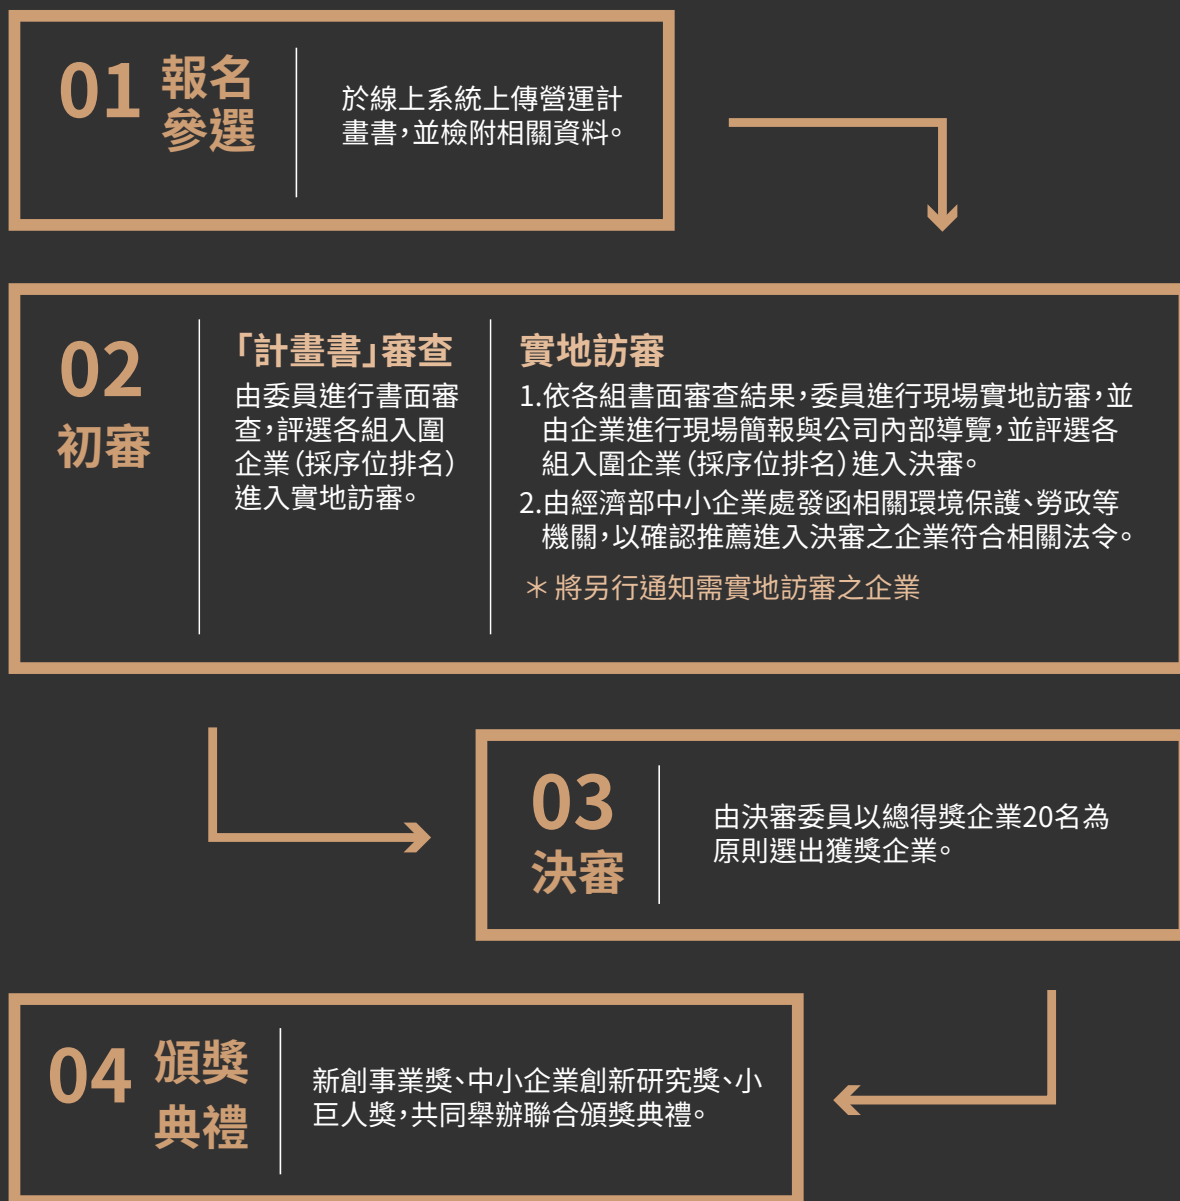 01 報名
參選
於線上系統上傳營運計
畫書,並檢附相關資料。
02
初審
「計畫書」審查
由委員進行書面審
查,評選各組入圍
企業(採序位排名)
進入實地訪審。
實地訪審
1.依各組書面審查結果,委員進行現場實地訪審,並
由企業進行現場簡報與公司內部導覽,並評選各
組入圍企業(採序位排名)進入決審。
2.由經濟部中小企業處發函相關環境保護、勞政等
機關,以確認推薦進入決審之企業符合相關法令。
＊將另行通知需實地訪審之企業
03
決審
由決審委員以總得獎企業20名為
原則選出獲獎企業。
04 頒獎
典禮
新創事業獎、中小企業創新研究獎、小
巨人獎,共同舉辦聯合頒獎典禮。